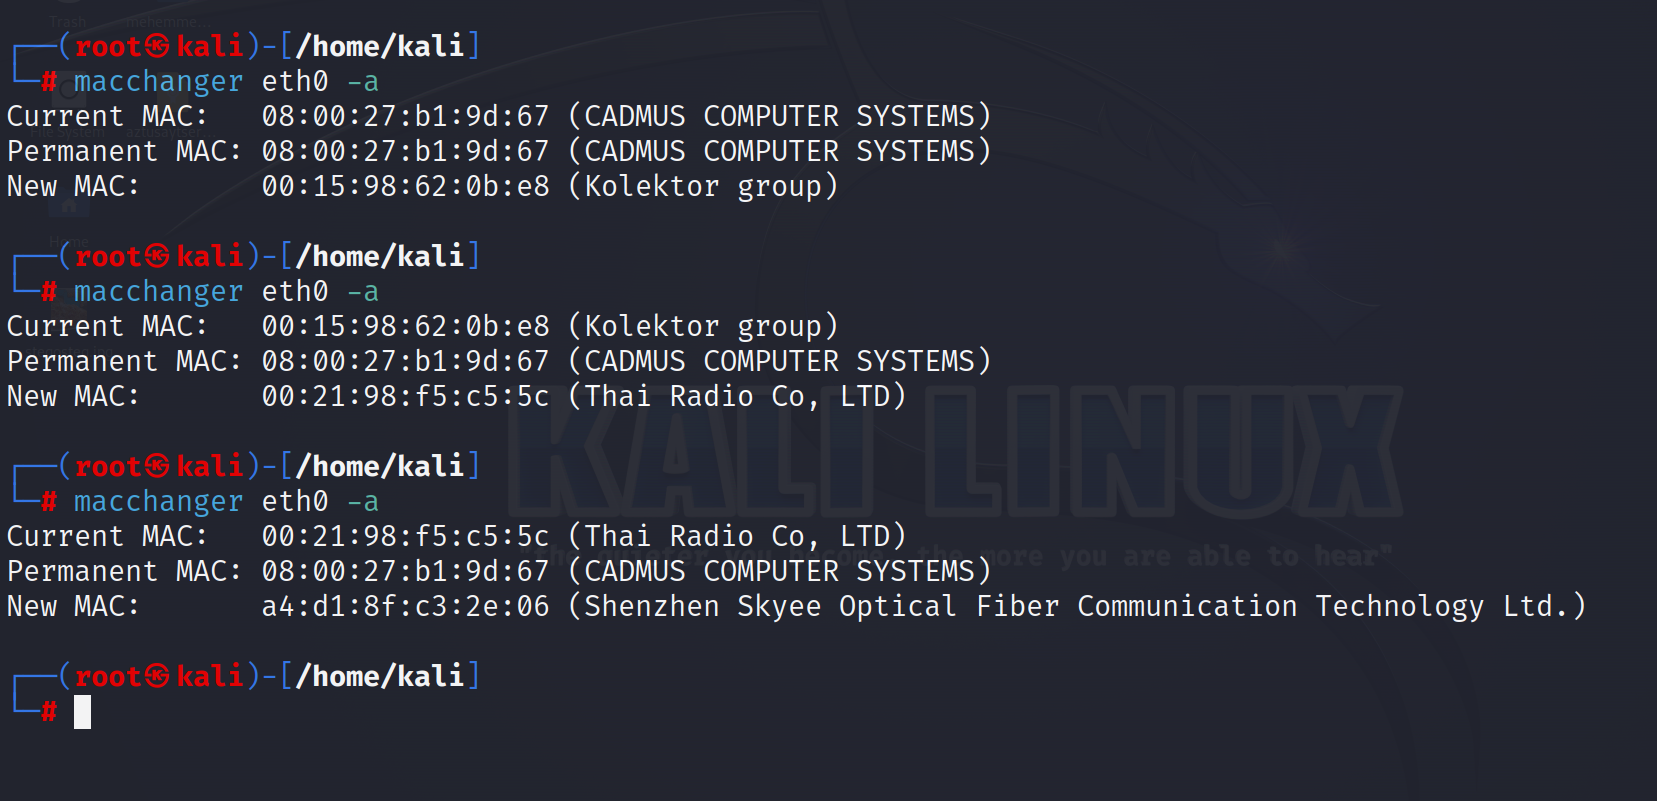 Trash
┌──(root㉿kali)-[/home/kali]
└─# macchanger eth0 -a
Current MAC:   08:00:27:b1:9d:67 (CADMUS COMPUTER SYSTEMS)
File System
Permanent MAC: 08:00:27:b1:9d:67 (CADMUS COMPUTER SYSTEMS)
New MAC:       00:15:98:62:0b:e8 (Kolektor group)
Home
┌──(root㉿kali)-[/home/kali]
└─# macchanger eth0 -a
Current MAC:   00:15:98:62:0b:e8 (Kolektor group)
Permanent MAC: 08:00:27:b1:9d:67 (CADMUS COMPUTER SYSTEMS)
New MAC:       00:21:98:f5:c5:5c (Thai Radio Co, LTD)
KALI LINUX
┌──(root㉿kali)-[/home/kali]
└─# macchanger eth0 -a
Current MAC:   00:21:98:f5:c5:5c (Thai Radio Co, LTD)
"the quieter you become, the more you are able to hear"
Permanent MAC: 08:00:27:b1:9d:67 (CADMUS COMPUTER SYSTEMS)
New MAC:       a4:d1:8f:c3:2e:06 (Shenzhen Skyee Optical Fiber Communication Technology Ltd.)
┌──(root㉿kali)-[/home/kali]
└─#